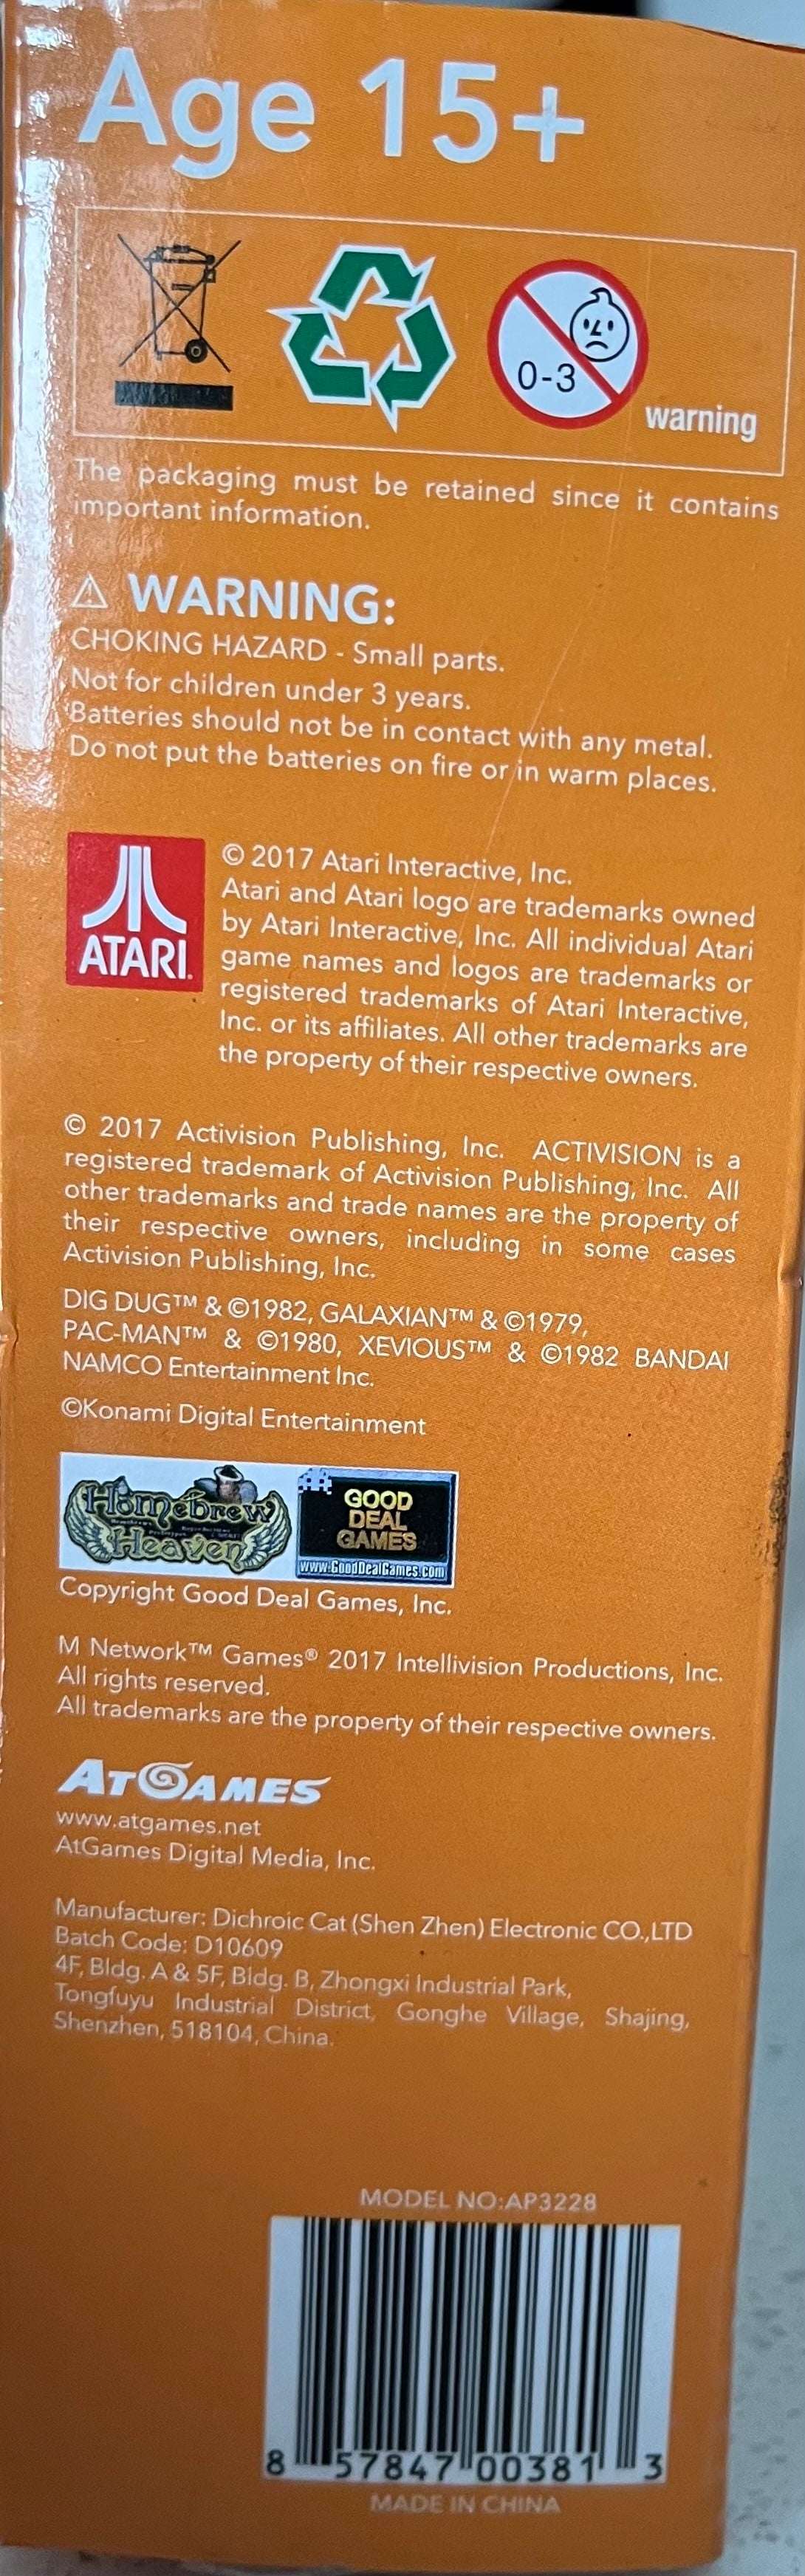 Age 15+
0-3
warning
The packaging must be retained since it contains
important information.
⚠ WARNING:
CHOKING HAZARD - Small parts.
Not for children under 3 years.
Batteries should not be in contact with any metal.
Do not put the batteries on fire or in warm places.
ATARI
© 2017 Atari Interactive, Inc.
Atari and Atari logo are trademarks owned
by Atari Interactive, Inc. All individual Atari
game names and logos are trademarks or
registered trademarks of Atari Interactive,
Inc. or its affiliates. All other trademarks are
the property of their respective owners.
© 2017 Activision Publishing, Inc. ACTIVISION is a
registered trademark of Activision Publishing, Inc. All
other trademarks and trade names are the property of
their respective owners, including in some cases
Activision Publishing, Inc.
DIG DUG™ & ©1982, GALAXIAN™ & ©1979,
PAC-MAN™ & ©1980, XEVIOUS™ & ©1982 BANDAI
NAMCO Entertainment Inc.
©Konami Digital Entertainment
Homebrew
Heaven
GOOD
DEAL
GAMES
www.GoodDealGames.com
Copyright Good Deal Games, Inc.
M Network™ Games® 2017 Intellivision Productions, Inc.
All rights reserved.
All trademarks are the property of their respective owners.
ATGAMES
www.atgames.net
AtGames Digital Media, Inc.
Manufacturer: Dichroic Cat (Shen Zhen) Electronic CO.,LTD
Batch Code: D10609
4F, Bldg. A & 5F, Bldg. B, Zhongxi Industrial Park,
Tongfuyu Industrial District, Gonghe Village, Shajing,
Shenzhen, 518104, China.
MODEL NO:AP3228
8 57847 00381 3
MADE IN CHINA